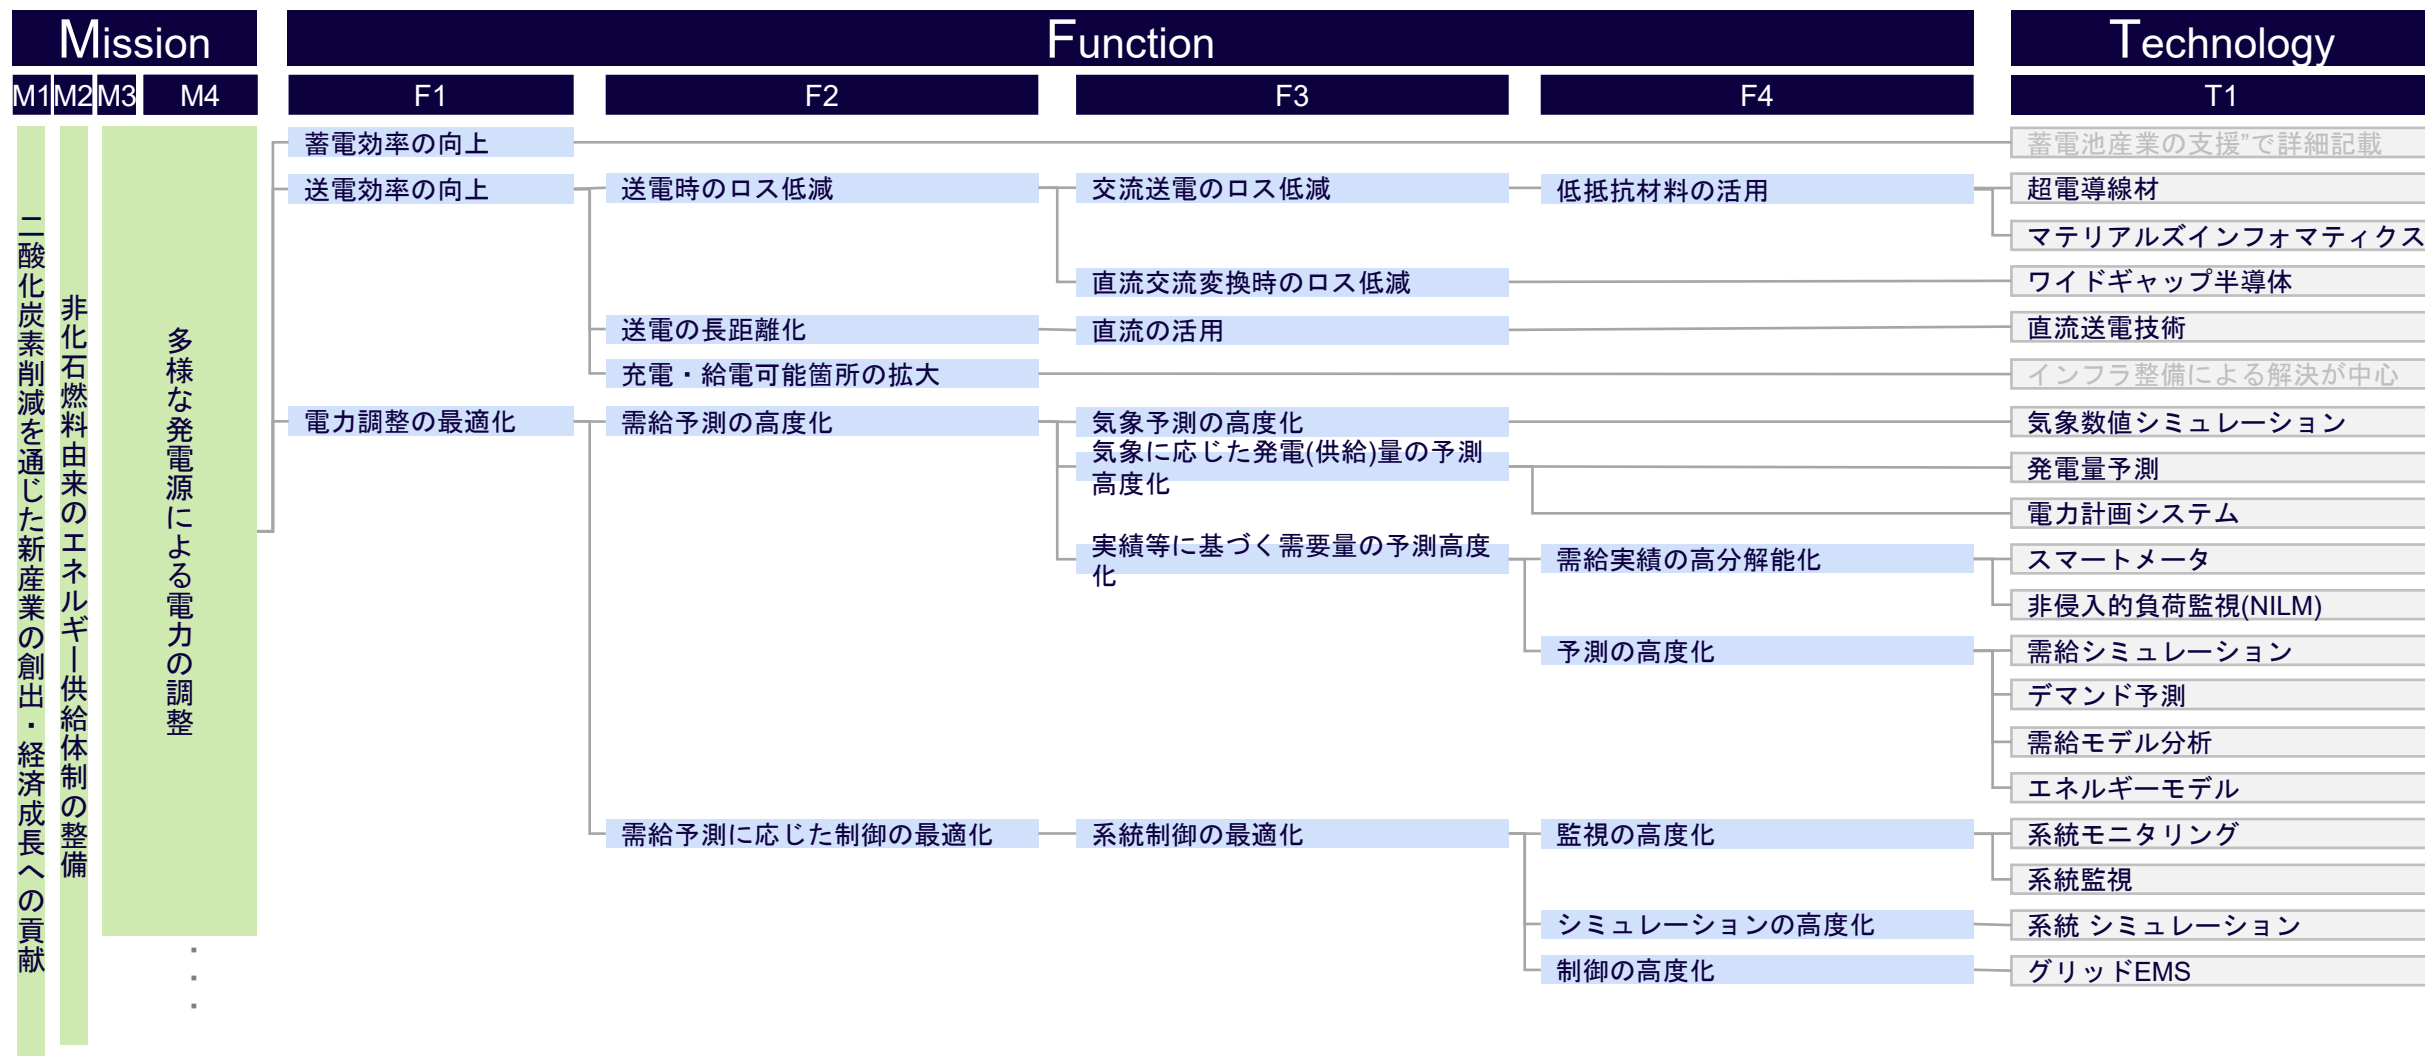 Mission
Function
Technology
M1
M2
M3
M4
F1
F2
F3
F4
T1
二酸化炭素削減を通じた新産業の創出・経済成長への貢献
非化石燃料由来のエネルギー供給体制の整備
多様な発電源による電力の調整
・
・
・
蓄電効率の向上
蓄電池産業の支援”で詳細記載
送電効率の向上
送電時のロス低減
交流送電のロス低減
低抵抗材料の活用
超電導線材
マテリアルズインフォマティクス
直流交流変換時のロス低減
ワイドギャップ半導体
送電の長距離化
直流の活用
直流送電技術
充電・給電可能箇所の拡大
インフラ整備による解決が中心
電力調整の最適化
需給予測の高度化
気象予測の高度化
気象数値シミュレーション
気象に応じた発電(供給)量の予測
高度化
発電量予測
電力計画システム
実績等に基づく需要量の予測高度
化
需給実績の高分解能化
スマートメータ
非侵入的負荷監視(NILM)
予測の高度化
需給シミュレーション
デマンド予測
需給モデル分析
エネルギーモデル
需給予測に応じた制御の最適化
系統制御の最適化
監視の高度化
系統モニタリング
系統監視
シミュレーションの高度化
系統 シミュレーション
制御の高度化
グリッドEMS